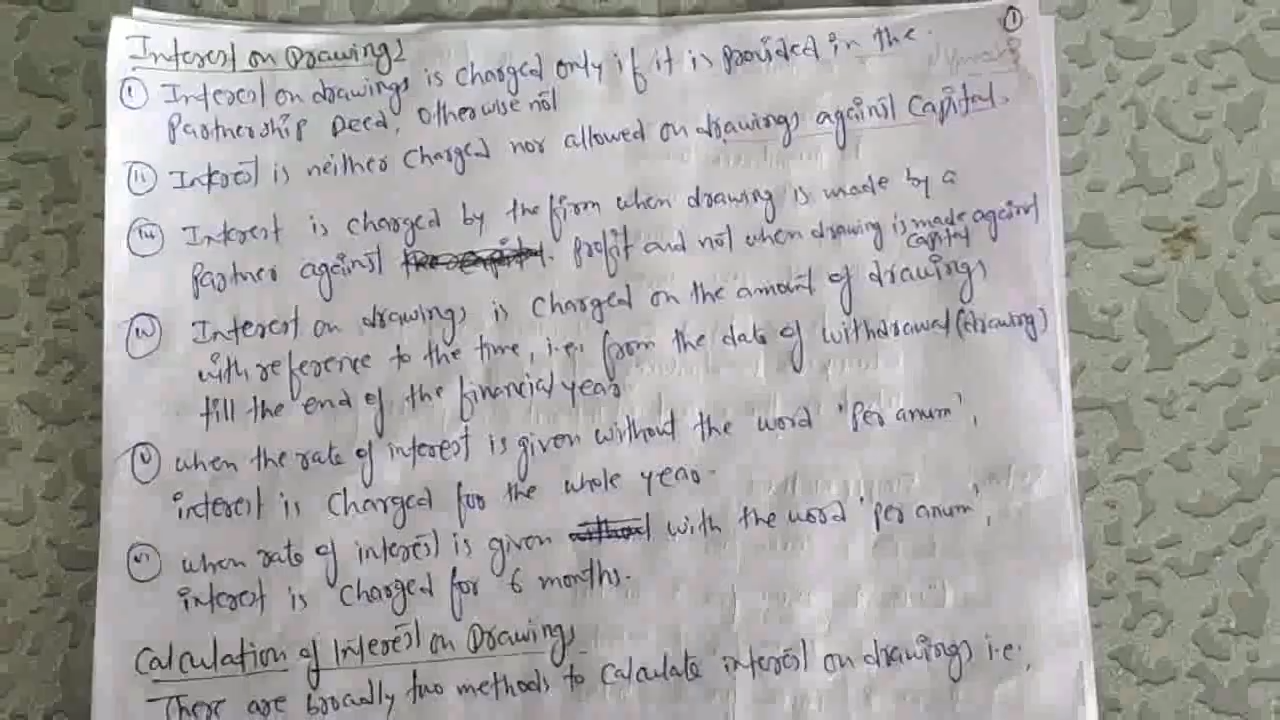 ①
Interest on Drawings
(i) Interest on drawings is charged only if it is provided in the
Partnership Deed, otherwise not
(ii) Interest is neither charged nor allowed on drawings against Capital.
(iii) Interest is charged by the firm when drawing is made by a
Partner against profit and not when drawing is made against
capital
(iv) Interest on drawings is charged on the amount of drawings
with reference to the time, i.e. from the date of withdrawal (drawing)
till the end of the financial year
(v) when the rate of interest is given without the word 'Per anum',
interest is charged for the whole year.
(vi) when rate of interest is given with the word 'per anum',
interest is charged for 6 months.
Calculation of Interest on Drawings
There are broadly two methods to calculate interest on drawings i.e.